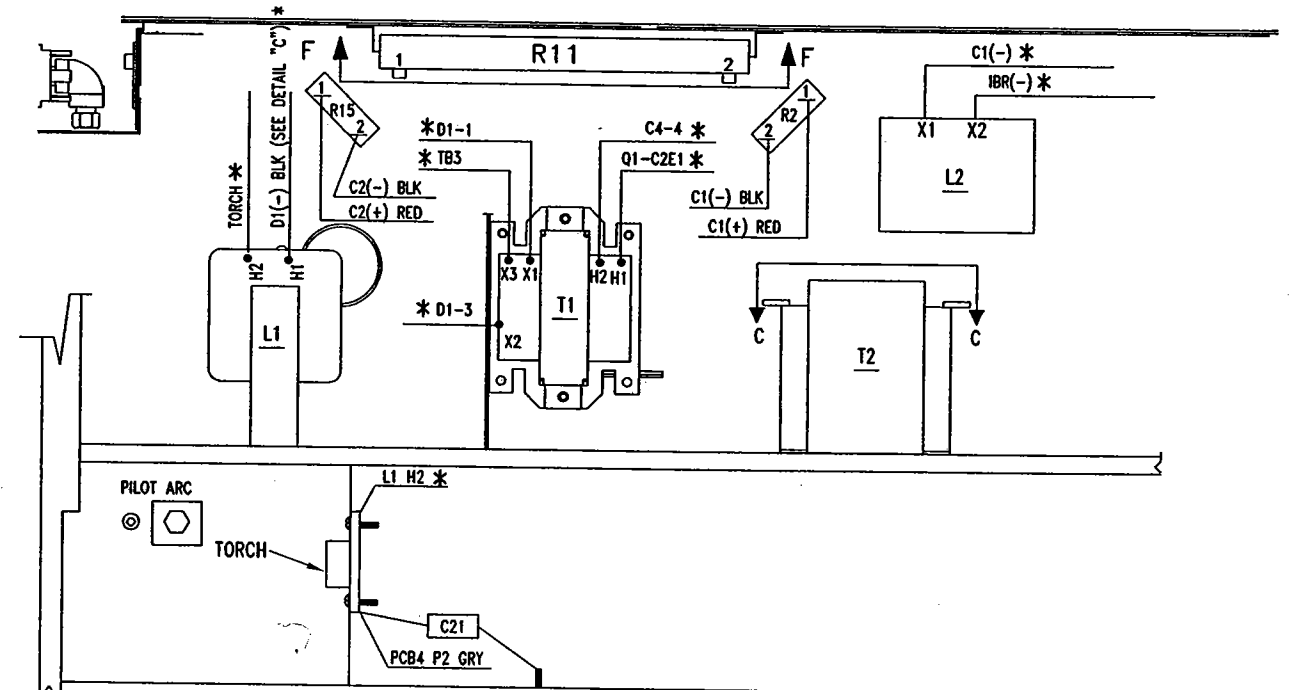 F
1
R11
2
F
D1(-) BLK (SEE DETAIL "C") *
TORCH *
1
R15
2
C2(-) BLK
C2(+) RED
* D1-1
* TB3
C4-4 *
Q1-C2E1 *
1
R2
2
C1(-) BLK
C1(+) RED
C1(-) *
IBR(-) *
X1
X2
L2
H2
H1
L1
X3
X1
H2
H1
T1
* D1-3
X2
C
C
T2
PILOT ARC
L1 H2 *
TORCH
C21
PCB4 P2 GRY